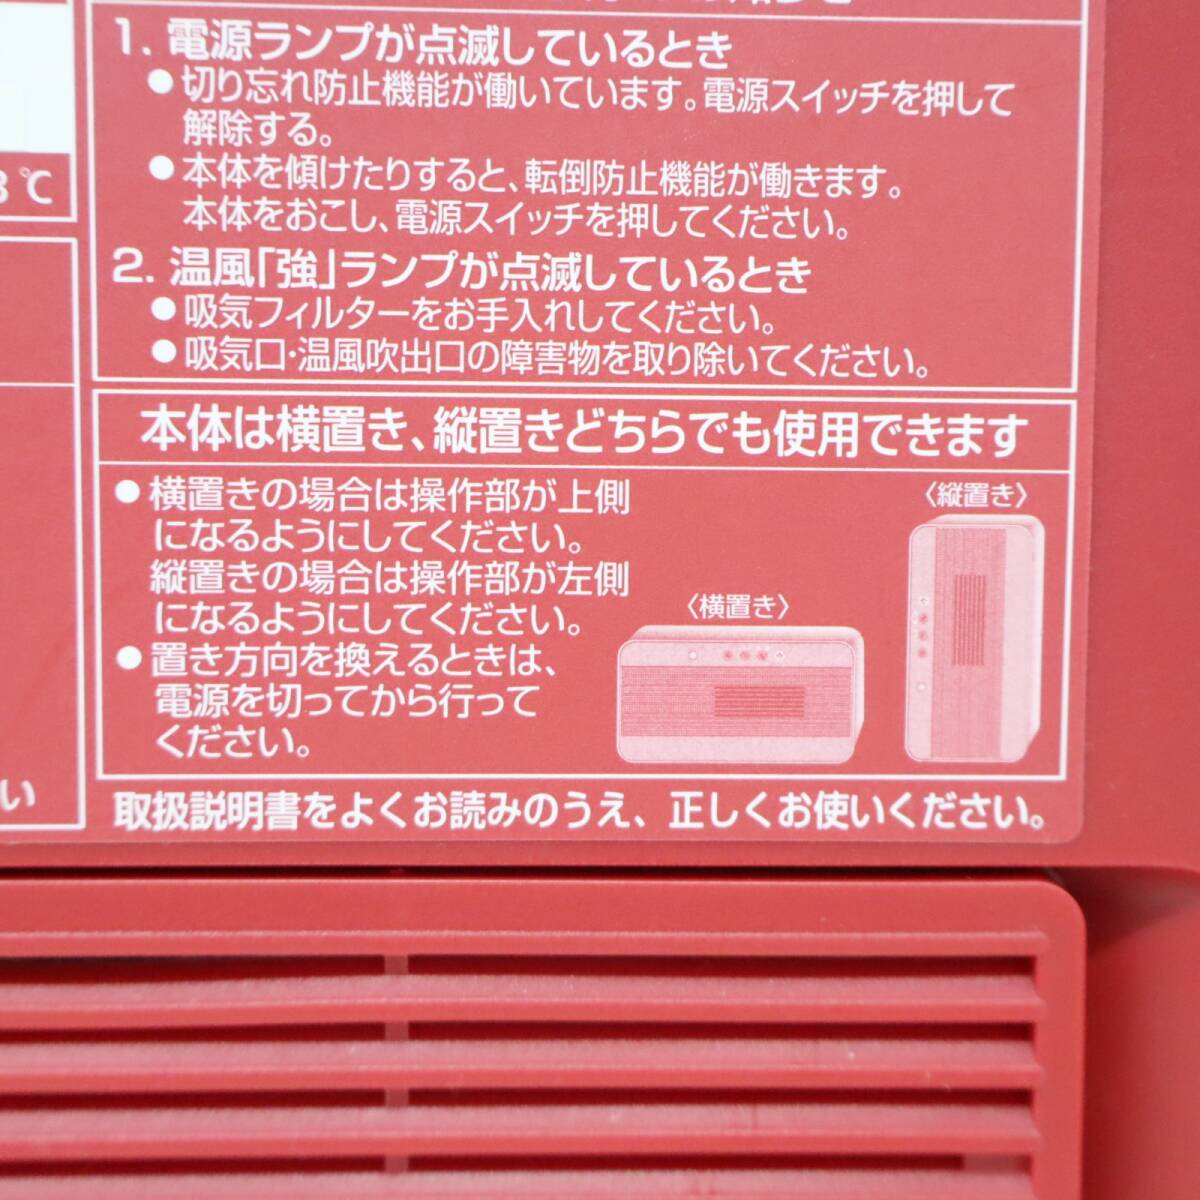 1. 電源ランプが点滅しているとき
●切り忘れ防止機能が働いています。電源スイッチを押して
解除する。
●本体を傾けたりすると、転倒防止機能が働きます。
本体をおこし、電源スイッチを押してください。
2. 温風「強」ランプが点滅しているとき
●吸気フィルターをお手入れしてください。
●吸気口・温風吹出口の障害物を取り除いてください。
本体は横置き、縦置きどちらでも使用できます
●横置きの場合は操作部が上側
になるようにしてください。
縦置きの場合は操作部が左側
になるようにしてください。
●置き方向を換えるときは、
電源を切ってから行って
ください。
〈横置き〉
〈縦置き〉
取扱説明書をよくお読みのうえ、正しくお使いください。
℃
い